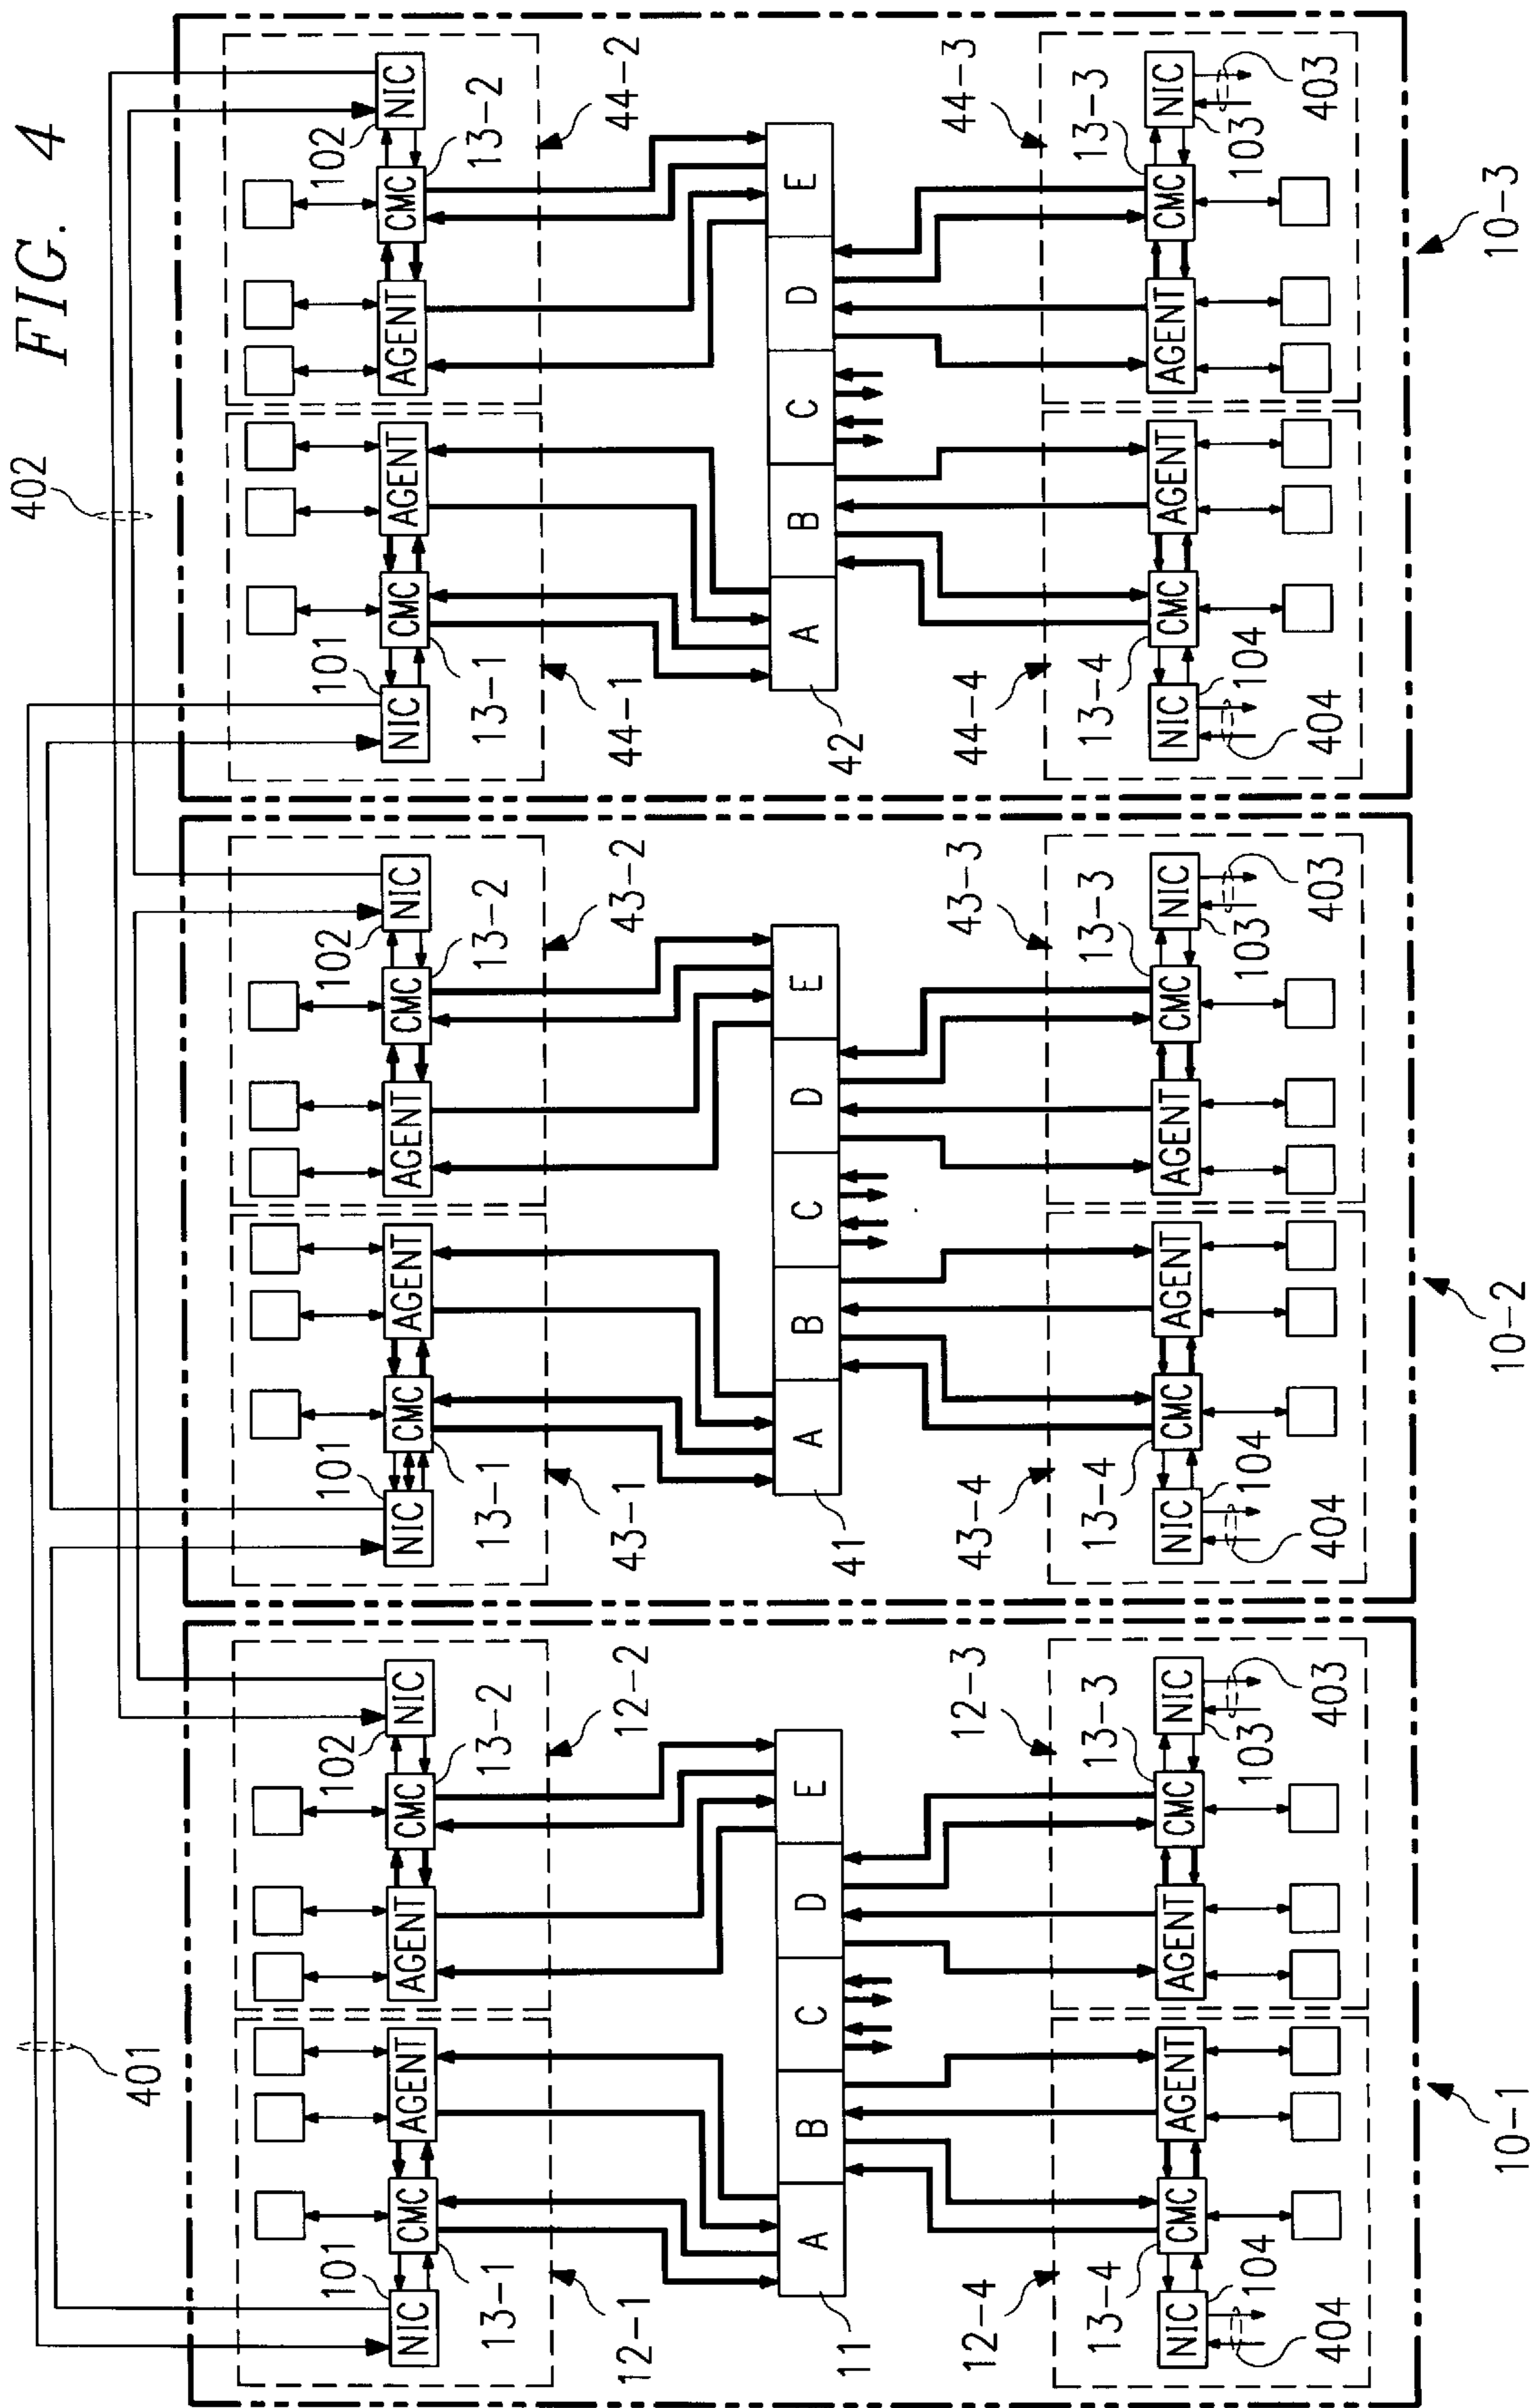 FIG. 4
401
402
101
NIC
CMC
AGENT
AGENT
CMC
NIC
102
13-1
13-2
12-1
12-2
11
A
B
C
D
E
12-4
12-3
13-4
13-3
NIC
CMC
AGENT
AGENT
CMC
NIC
104
103
404
403
10-1
101
NIC
CMC
AGENT
AGENT
CMC
NIC
102
13-1
13-2
43-1
43-2
41
A
B
C
D
E
43-4
43-3
13-4
13-3
NIC
CMC
AGENT
AGENT
CMC
NIC
104
103
404
403
10-2
101
NIC
CMC
AGENT
AGENT
CMC
NIC
102
13-1
13-2
44-1
44-2
42
A
B
C
D
E
44-4
44-3
13-4
13-3
NIC
CMC
AGENT
AGENT
CMC
NIC
104
103
404
403
10-3